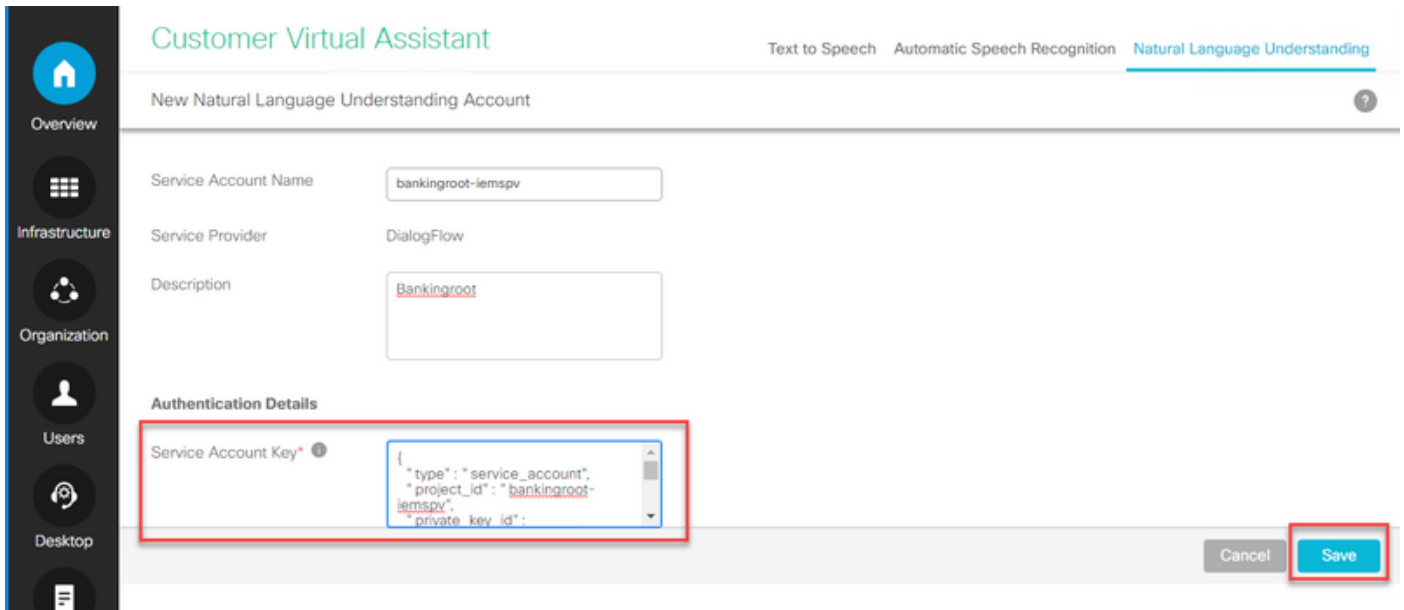 Customer Virtual Assistant
Text to Speech Automatic Speech Recognition Natural Language Understanding
New Natural Language Understanding Account
?
Overview
Infrastructure
Organization
Users
Desktop
Service Account Name
bankingroot-iemspv
Service Provider
DialogFlow
Description
Bankingroot
Authentication Details
Service Account Key*
{
"type" : "service_account",
"project_id" : "bankingroot-
iemspv",
"private_key_id" :
Cancel
Save